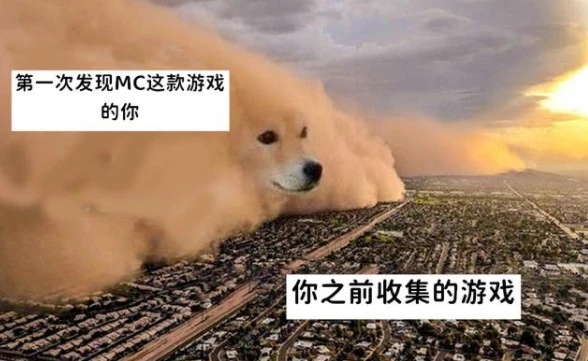 第一次发现MC这款游戏
的你
你之前收集的游戏